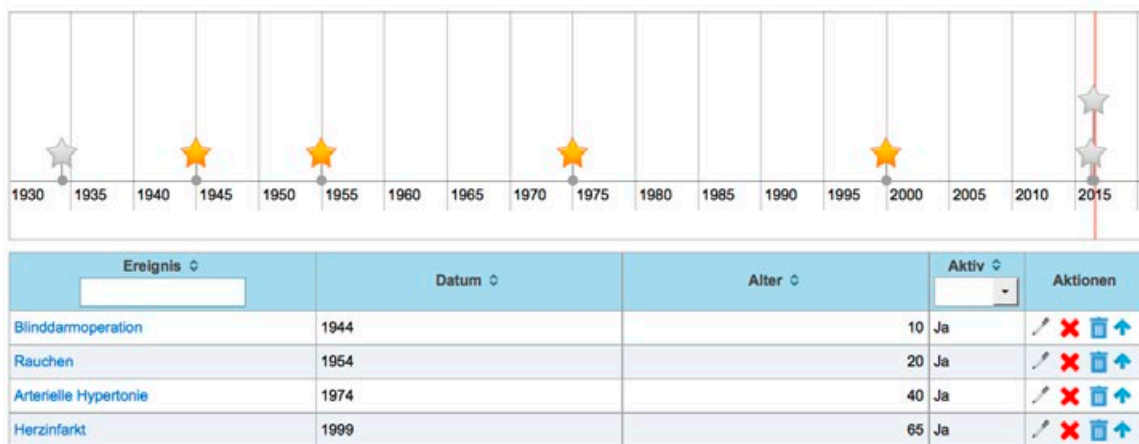 1930 1935 1940 1945 1950 1955 1960 1965 1970 1975 1980 1985 1990 1995 2000 2005 2010 2015
Ereignis Datum Alter Aktiv Aktionen
Blinddarmoperation 1944 10 Ja
Rauchen 1954 20 Ja
Arterielle Hypertonie 1974 40 Ja
Herzinfarkt 1999 65 Ja